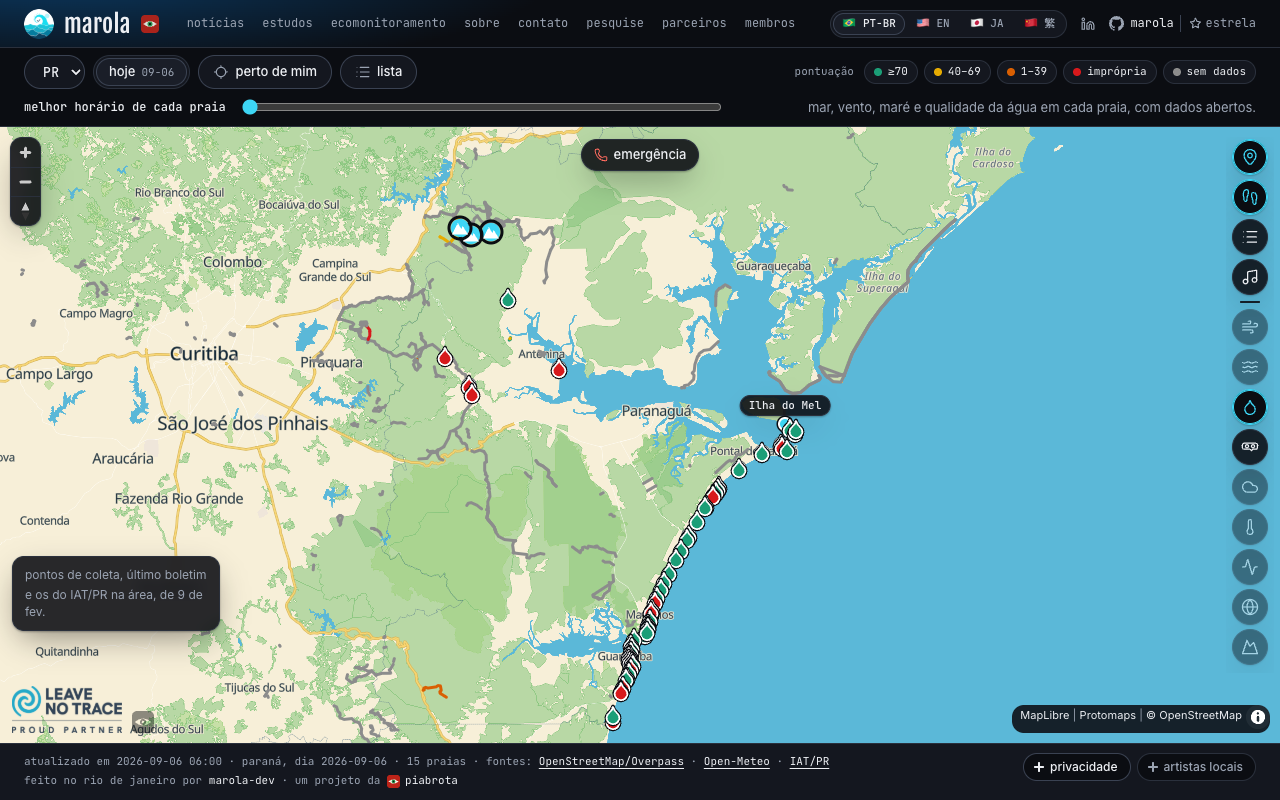 marola
notícias estudos ecomonitoramento sobre contato pesquise parceiros membros
PT-BR EN JA 繁
marola estrela
PR hoje 09-06 perto de mim lista
pontuação ≥70 40–69 1–39 imprópria sem dados
melhor horário de cada praia
mar, vento, maré e qualidade da água em cada praia, com dados abertos.
emergência
Ilha do Cardoso
Rio Branco do Sul
Bocaiúva do Sul
Colombo
Campina Grande do Sul
Guaraqueçaba
Ilha do Superagui
Campo Magro
Curitiba
Piraquara
Antonina
Campo Largo
Ilha do Mel
Paranaguá
São José dos Pinhais
Araucária
Fazenda Rio Grande
Contenda
pontos de coleta, último boletim
e os do IAT/PR na área, de 9 de
fev.
Quitandinha
Tijucas do Sul
LEAVE
NO TRACE
PROUD PARTNER
Agudos do Sul
MapLibre | Protomaps | © OpenStreetMap
atualizado em 2026-09-06 06:00 · paraná, dia 2026-09-06 · 15 praias · fontes: OpenStreetMap/Overpass · Open-Meteo · IAT/PR
feito no rio de janeiro por marola-dev · um projeto da piabrota
privacidade
artistas locais